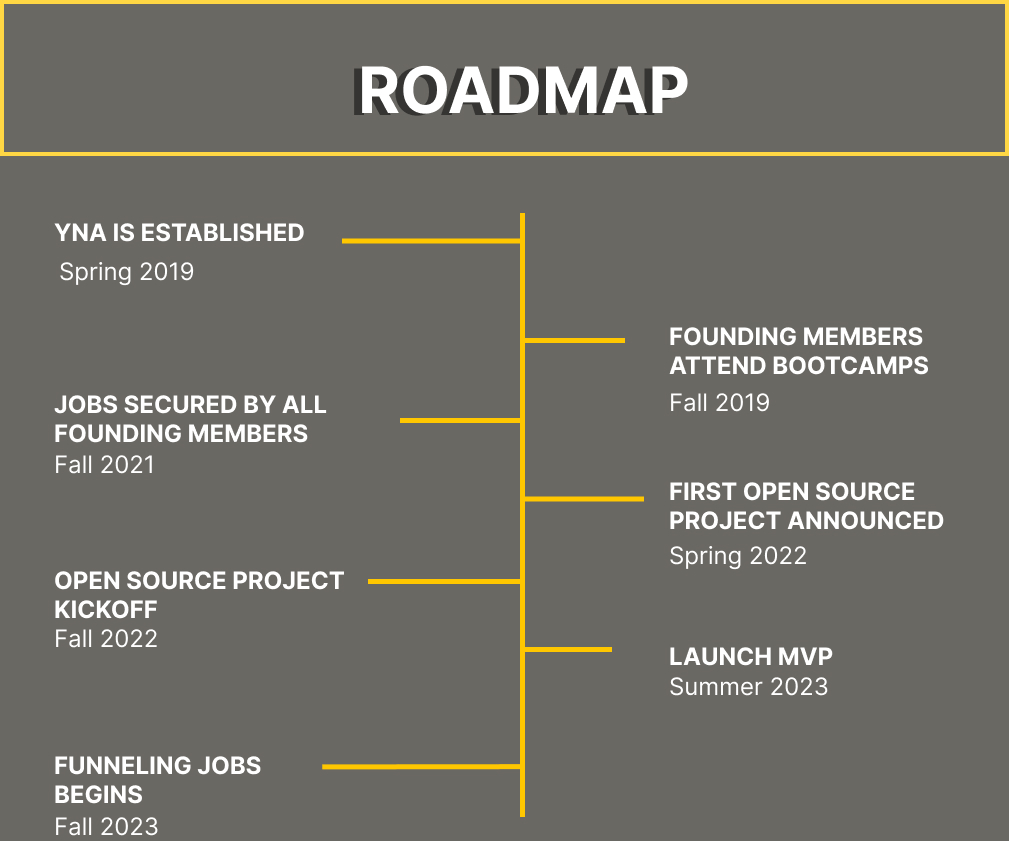 ROADMAP
YNA IS ESTABLISHED
Spring 2019
FOUNDING MEMBERS
ATTEND BOOTCAMPS
Fall 2019
JOBS SECURED BY ALL
FOUNDING MEMBERS
Fall 2021
FIRST OPEN SOURCE
PROJECT ANNOUNCED
Spring 2022
OPEN SOURCE PROJECT
KICKOFF
Fall 2022
LAUNCH MVP
Summer 2023
FUNNELING JOBS
BEGINS
Fall 2023